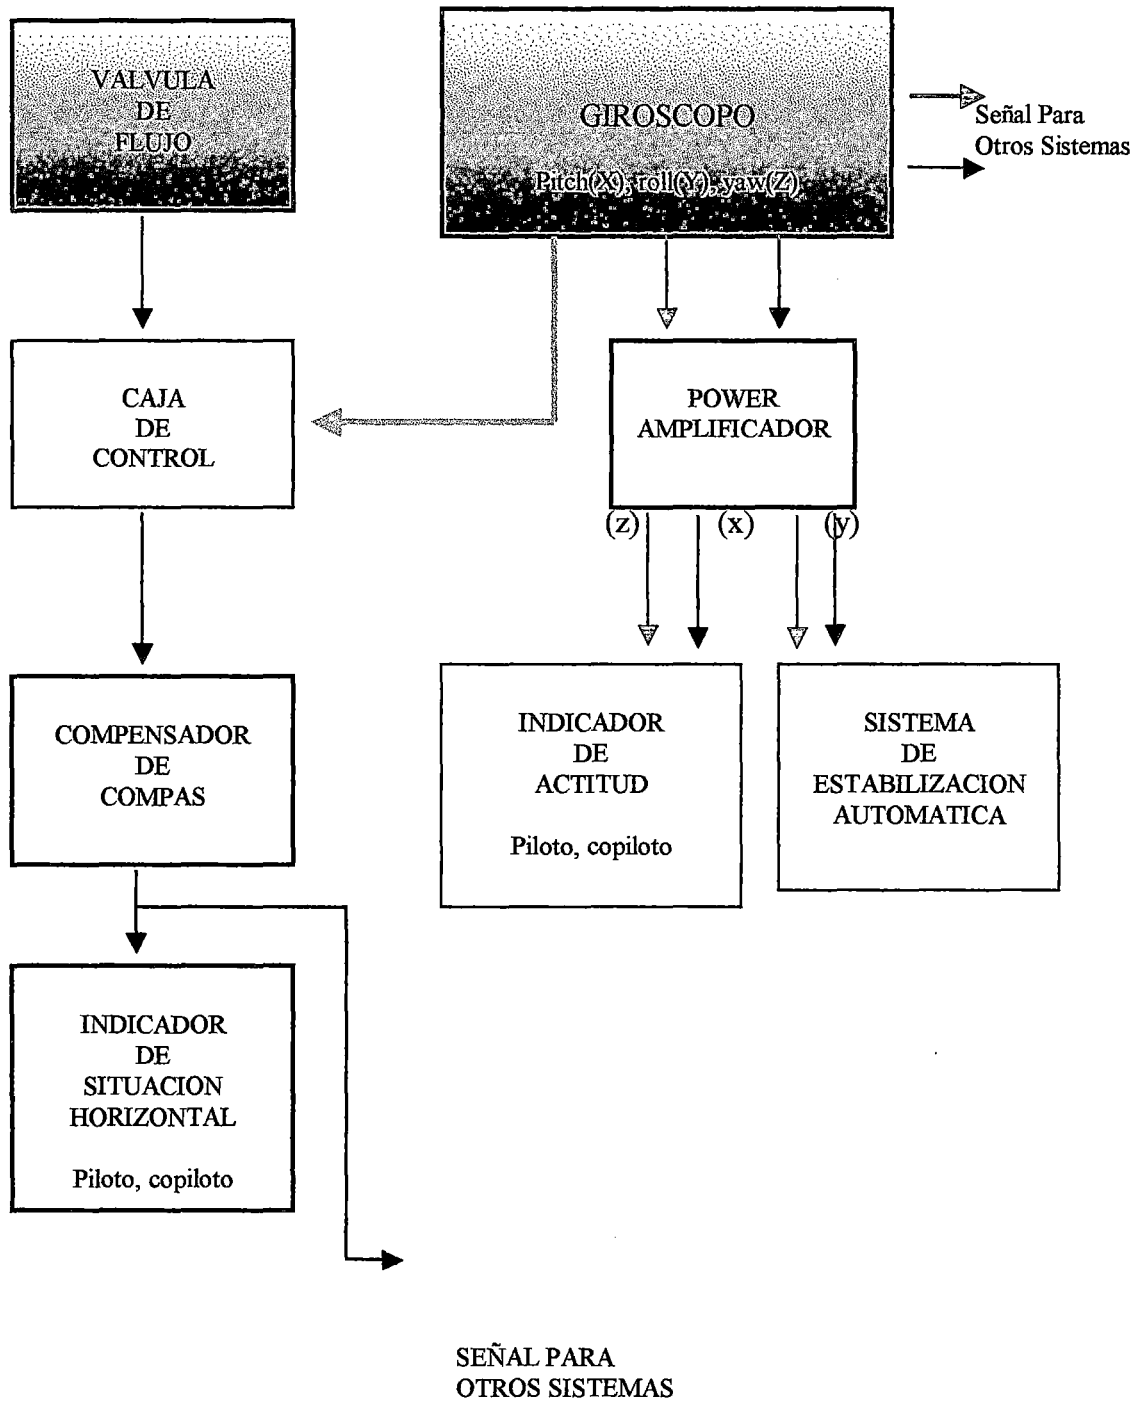 VALVULA
DE
FLUJO
GIROSCOPO
Pitch(X), roll(Y), yaw(Z)
Señal Para
Otros Sistemas
CAJA
DE
CONTROL
POWER
AMPLIFICADOR
(z) (x) (y)
COMPENSADOR
DE
COMPAS
INDICADOR
DE
ACTITUD
Piloto, copiloto
SISTEMA
DE
ESTABILIZACION
AUTOMATICA
INDICADOR
DE
SITUACION
HORIZONTAL
Piloto, copiloto
SEÑAL PARA
OTROS SISTEMAS